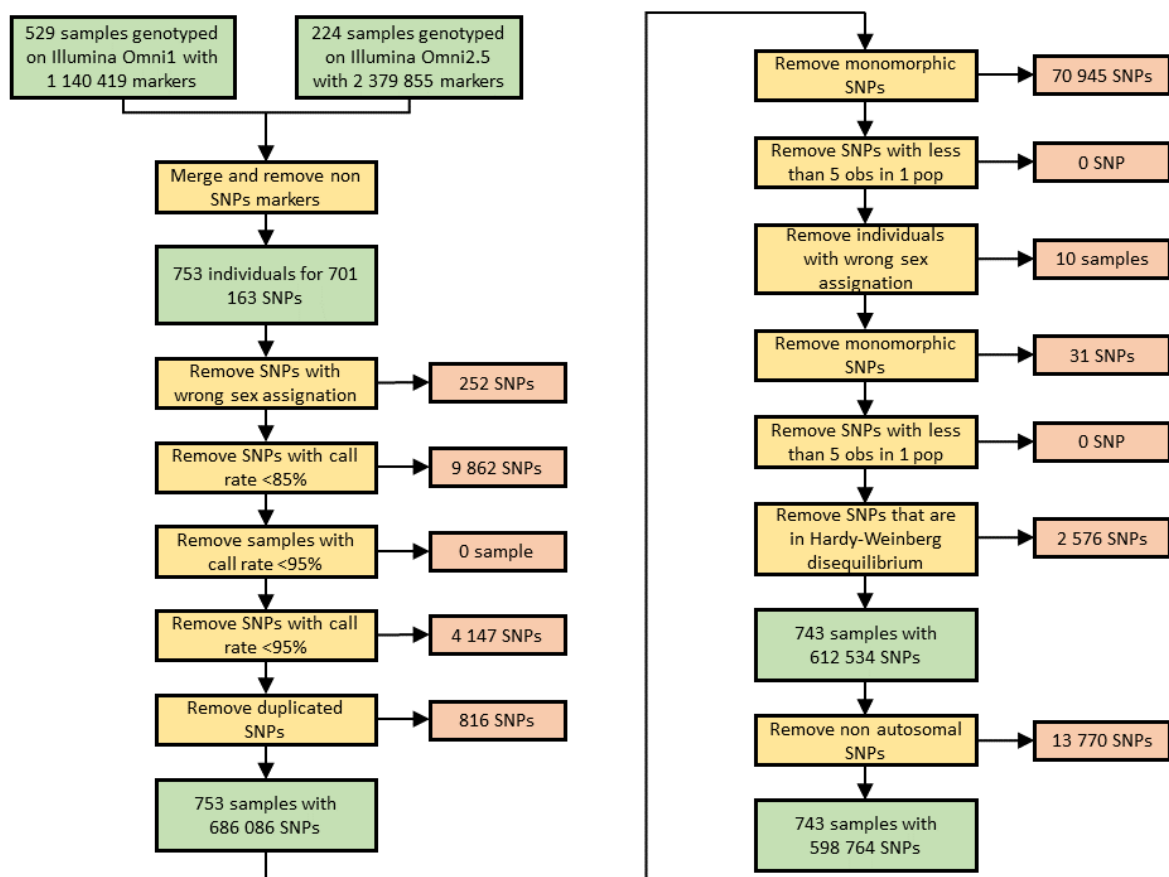 529 samples genotyped
on Illumina Omni1 with
1 140 419 markers
224 samples genotyped
on Illumina Omni2.5
with 2 379 855 markers
Merge and remove non
SNPs markers
753 individuals for 701
163 SNPs
Remove SNPs with
wrong sex assignation
252 SNPs
Remove SNPs with call
rate <85%
9 862 SNPs
Remove samples with
call rate <95%
0 sample
Remove SNPs with call
rate <95%
4 147 SNPs
Remove duplicated
SNPs
816 SNPs
753 samples with
686 086 SNPs
Remove monomorphic
SNPs
70 945 SNPs
Remove SNPs with less
than 5 obs in 1 pop
0 SNP
Remove individuals
with wrong sex
assignation
10 samples
Remove monomorphic
SNPs
31 SNPs
Remove SNPs with less
than 5 obs in 1 pop
0 SNP
Remove SNPs that are
in Hardy-Weinberg
disequilibrium
2 576 SNPs
743 samples with
612 534 SNPs
Remove non autosomal
SNPs
13 770 SNPs
743 samples with
598 764 SNPs